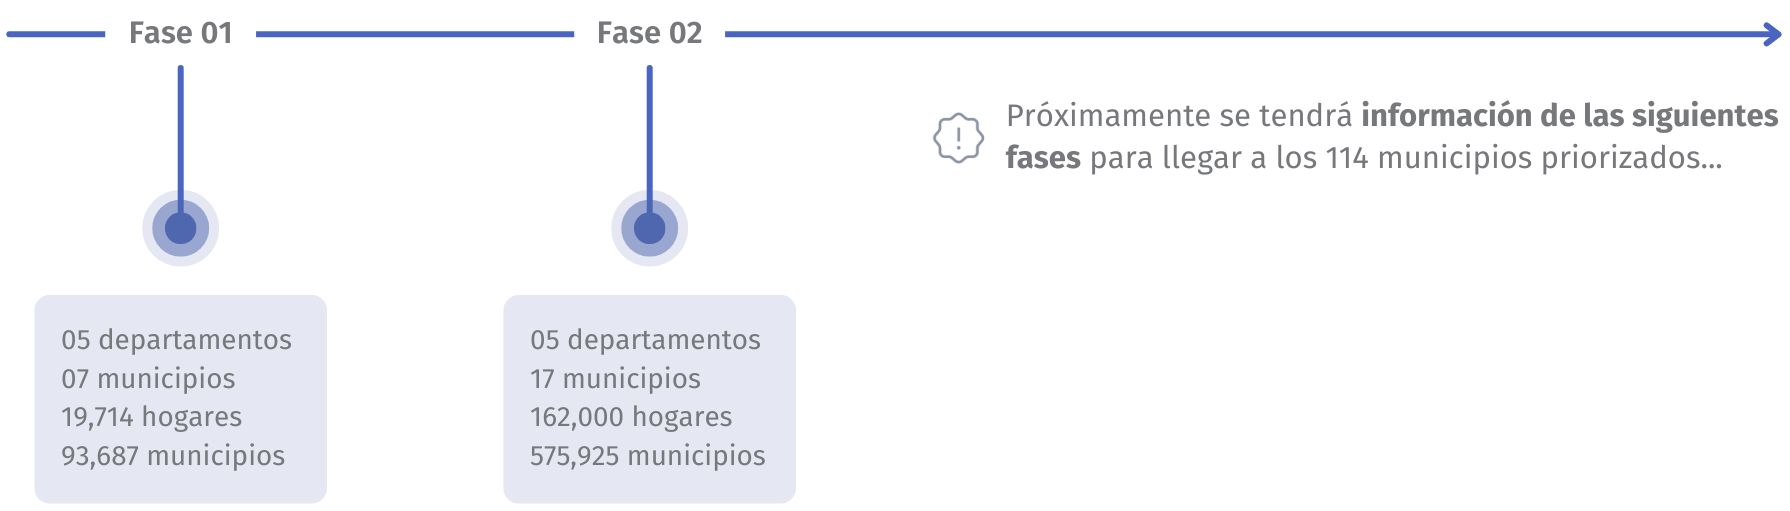 Fase 01
Fase 02
Próximamente se tendrá información de las siguientes
fases para llegar a los 114 municipios priorizados...
05 departamentos
07 municipios
19,714 hogares
93,687 municipios
05 departamentos
17 municipios
162,000 hogares
575,925 municipios